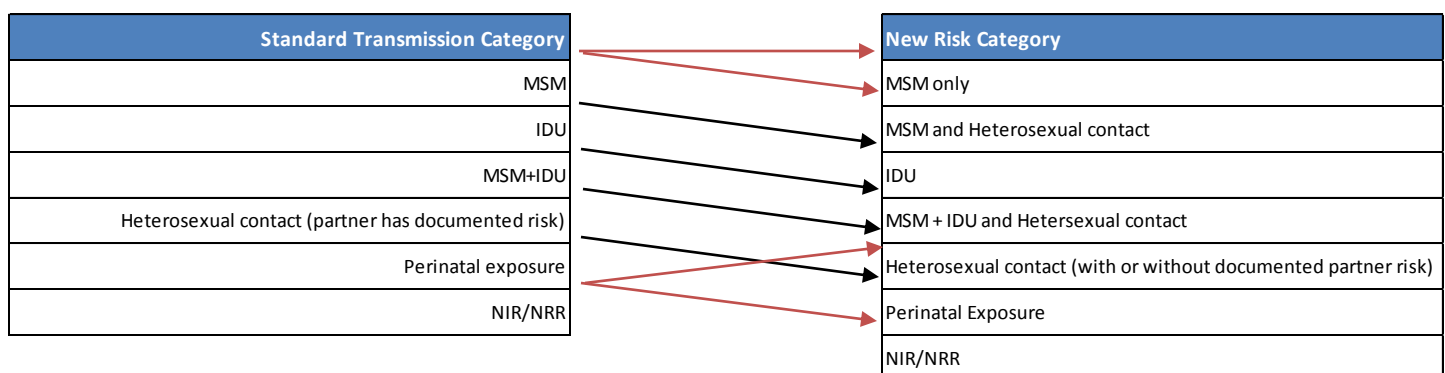 Standard Transmission Category
New Risk Category
MSM
MSM only
IDU
MSM and Heterosexual contact
MSM+IDU
IDU
Heterosexual contact (partner has documented risk)
MSM + IDU and Hetersexual contact
Perinatal exposure
Heterosexual contact (with or without documented partner risk)
NIR/NRR
Perinatal Exposure
NIR/NRR